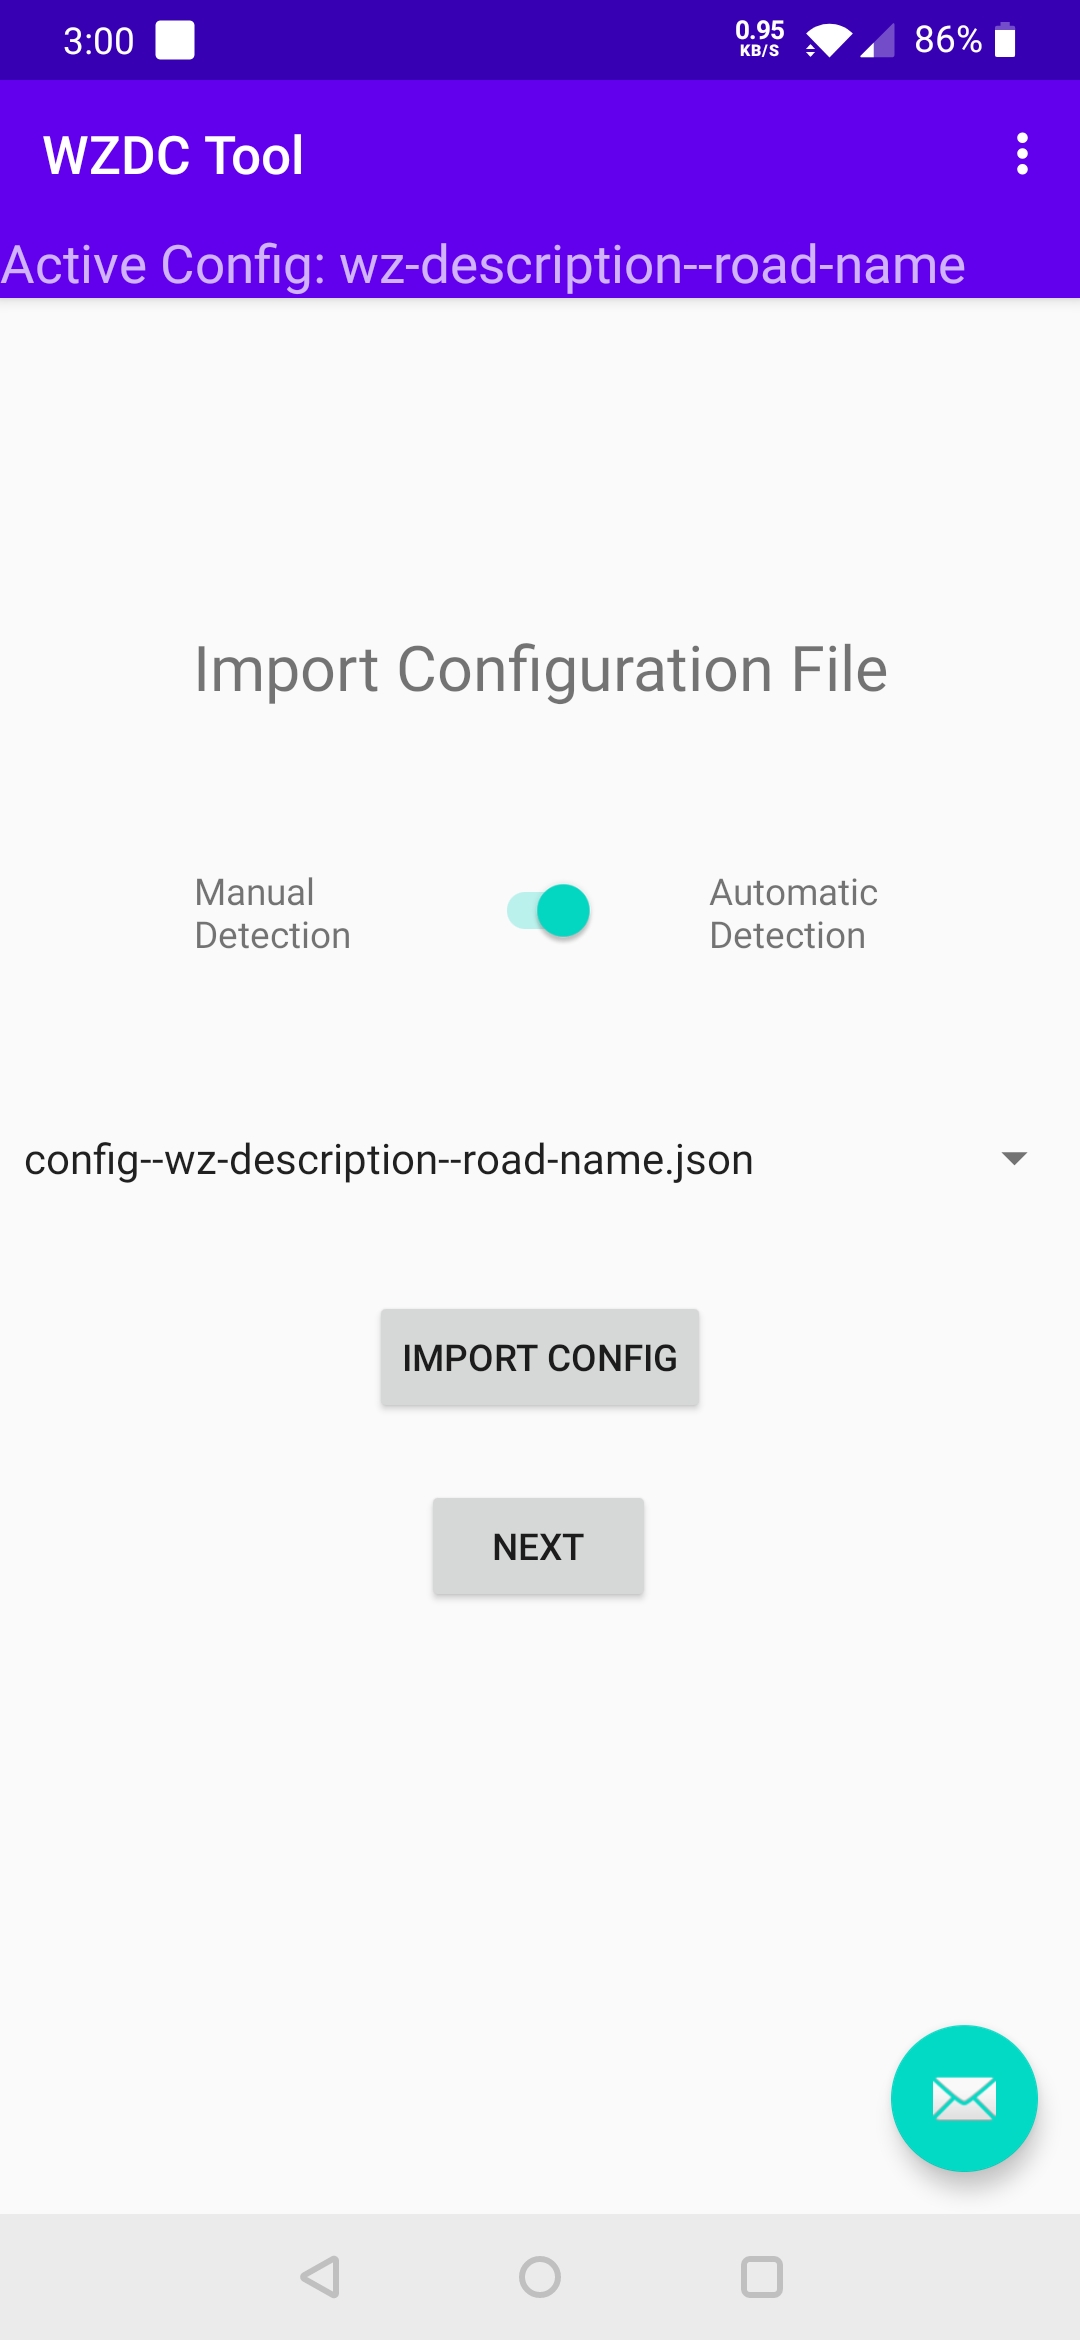 3:00
0.95
KB/S
86%
WZDC Tool
Active Config: wz-description--road-name
Import Configuration File
Manual
Detection
Automatic
Detection
config--wz-description--road-name.json
IMPORT CONFIG
NEXT